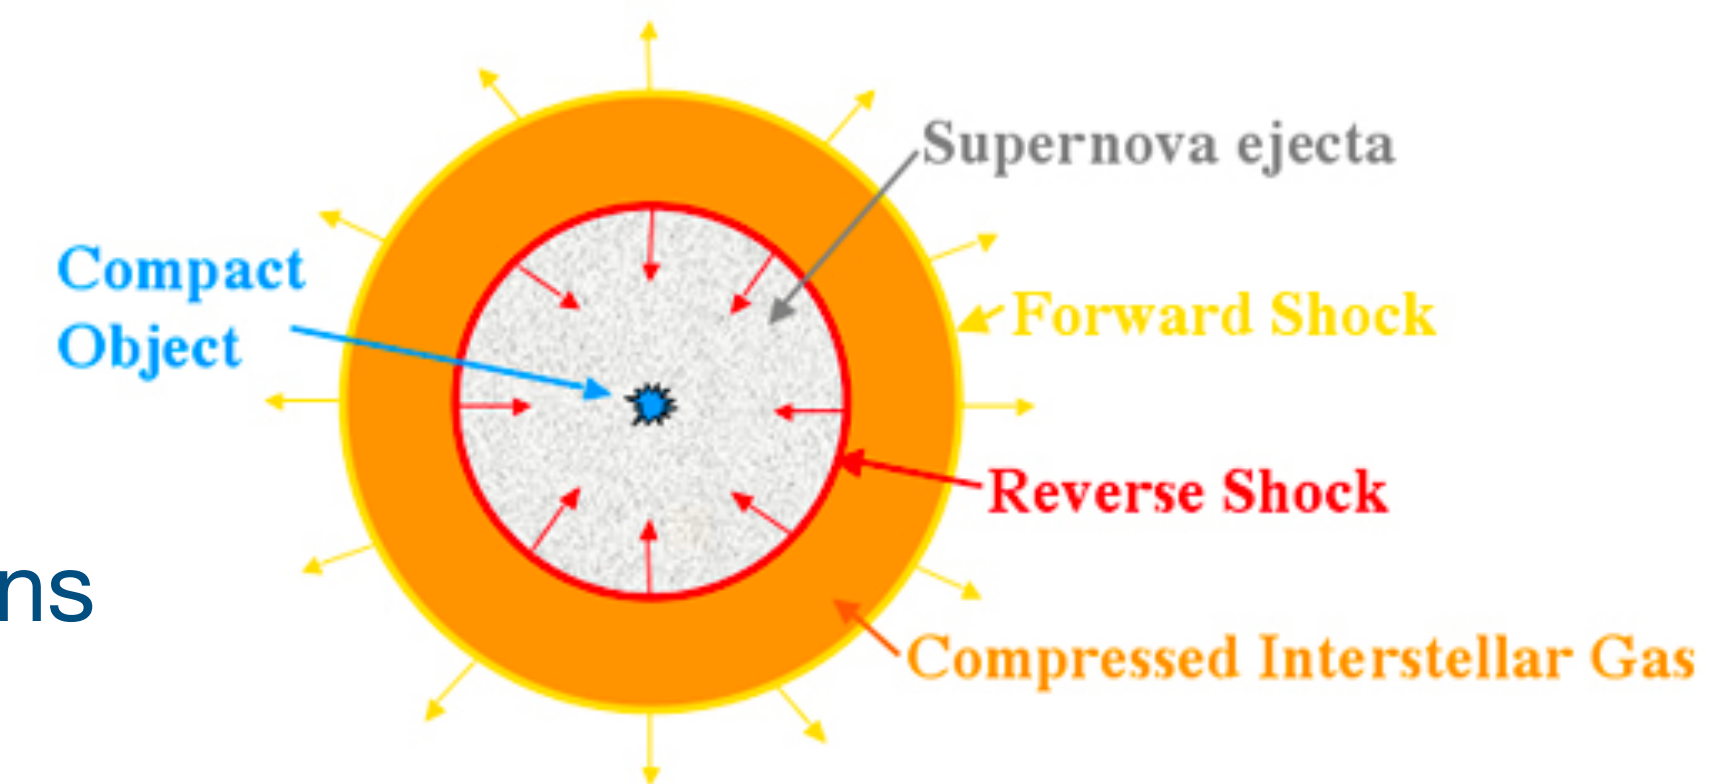 Supernova ejecta
Compact
Object
Forward Shock
Reverse Shock
ns
Compressed Interstellar Gas